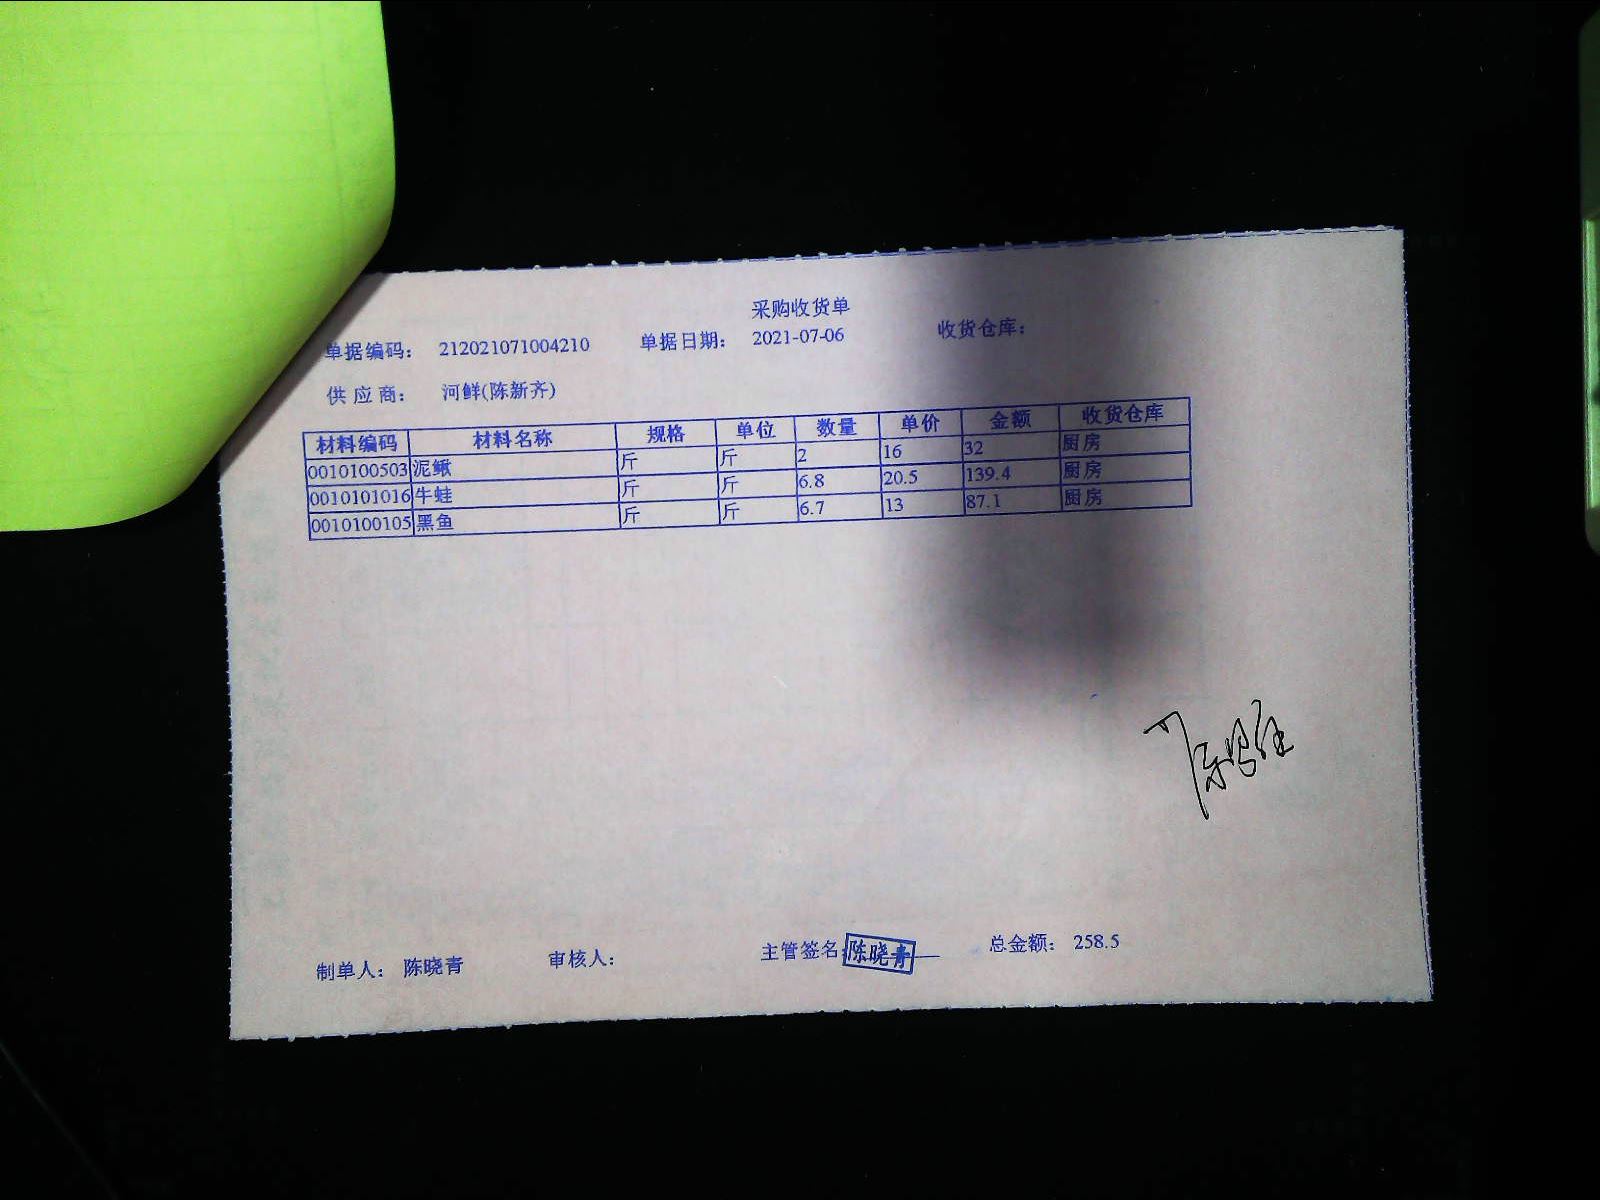 采购收货单
单据编码： 212021071004210 单据日期： 2021-07-06 收货仓库：
供应商： 河鲜(陈新齐)
材料编码 材料名称 规格 单位 数量 单价 金额 收货仓库
0010100503 泥鳅 斤 斤 2 16 32 厨房
0010101016 牛蛙 斤 斤 6.8 20.5 139.4 厨房
0010100105 黑鱼 斤 斤 6.7 13 87.1 厨房
制单人： 陈晓青 审核人： 主管签名: 陈晓青 总金额： 258.5